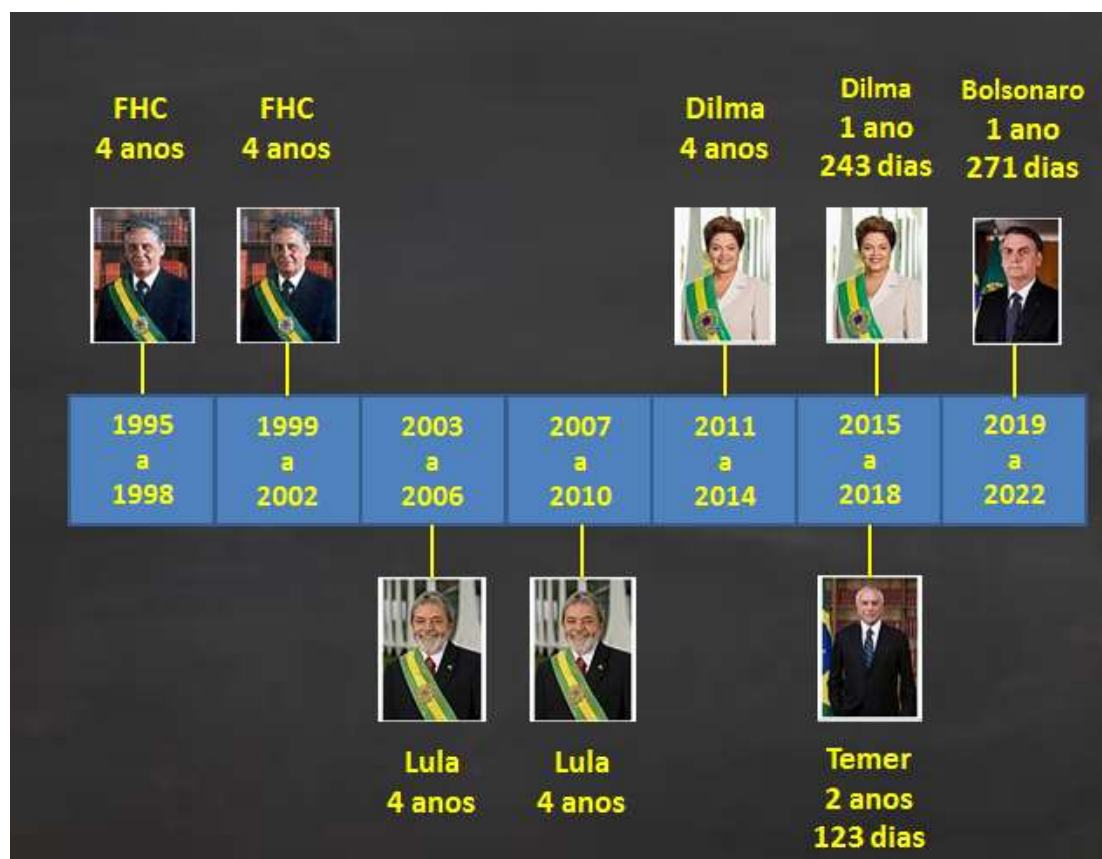 FHC
4 anos
FHC
4 anos
Dilma
4 anos
Dilma
1 ano
243 dias
Bolsonaro
1 ano
271 dias
1995
a
1998
1999
a
2002
2003
a
2006
2007
a
2010
2011
a
2014
2015
a
2018
2019
a
2022
Lula
4 anos
Lula
4 anos
Temer
2 anos
123 dias